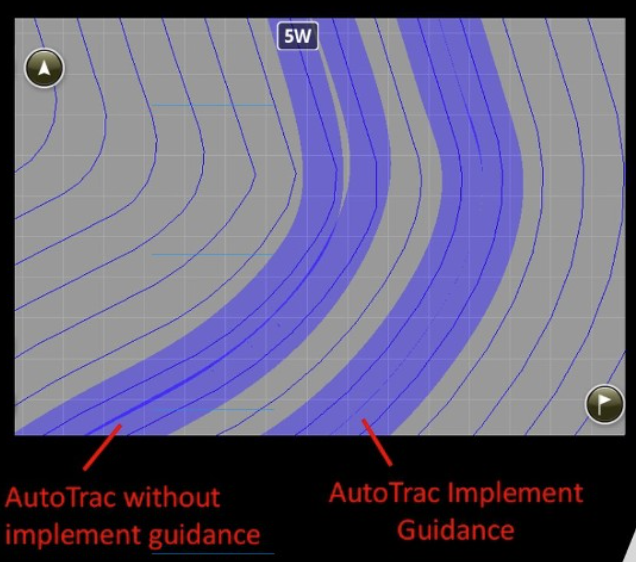 5W
AutoTrac without
implement guidance
AutoTrac Implement
Guidance